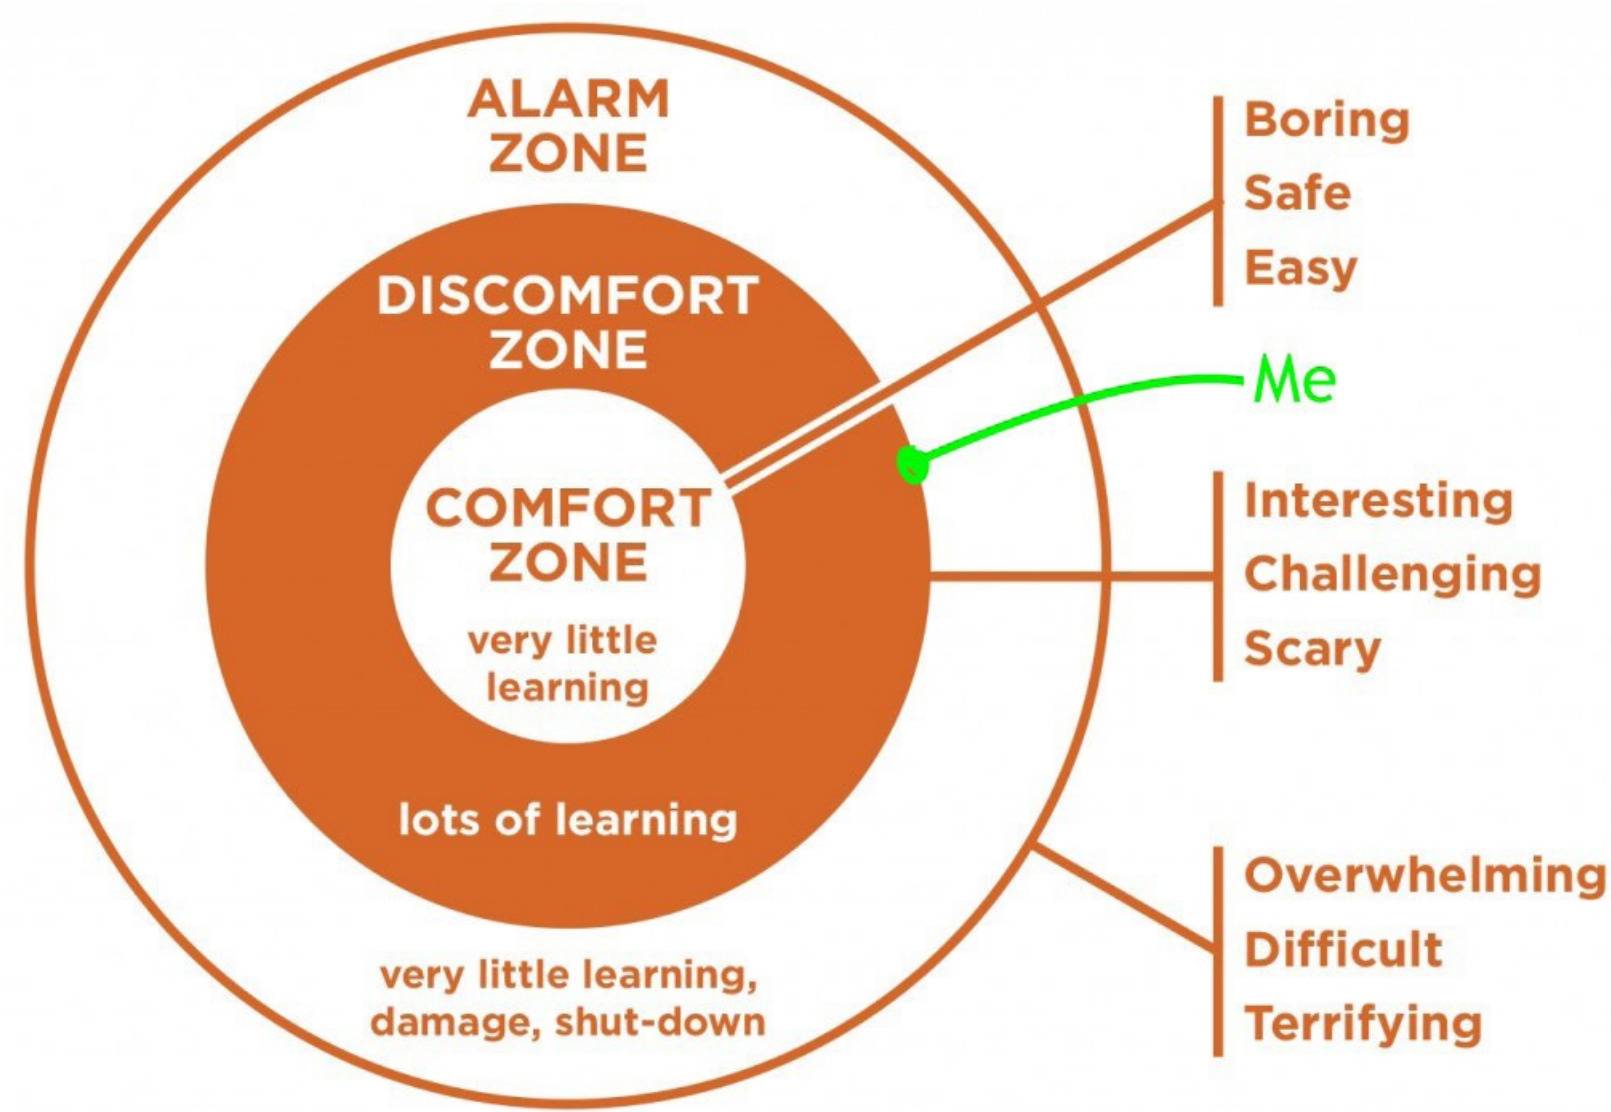 ALARM
ZONE
DISCOMFORT
ZONE
COMFORT
ZONE
very little
learning
lots of learning
very little learning,
damage, shut-down
Boring
Safe
Easy
Me
Interesting
Challenging
Scary
Overwhelming
Difficult
Terrifying